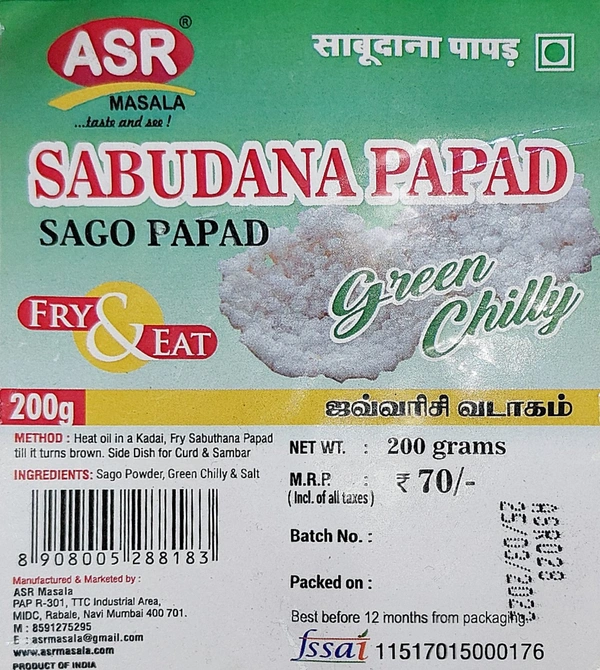 ASR®
MASALA
...taste and see !
साबूदाना पापड़
SABUDANA PAPAD
SAGO PAPAD
Green
Chilly
FRY & EAT
200g
ஜவ்வரிசி வடாகம்
METHOD : Heat oil in a Kadai, Fry Sabuthana Papad
till it turns brown. Side Dish for Curd & Sambar
INGREDIENTS: Sago Powder, Green Chilly & Salt
8 908005 288183
Manufactured & Marketed by :
ASR Masala
PAP R-301, TTC Industrial Area,
MIDC, Rabale, Navi Mumbai 400 701.
M : 8591275295
E : asrmasala@gmail.com
www.asrmasala.com
PRODUCT OF INDIA
NET WT. : 200 grams
M.R.P. : ₹ 70/-
( Incl. of all taxes )
Batch No. :
Packed on :
ASR028
Best before 12 months from packaging.
fssai 11517015000176